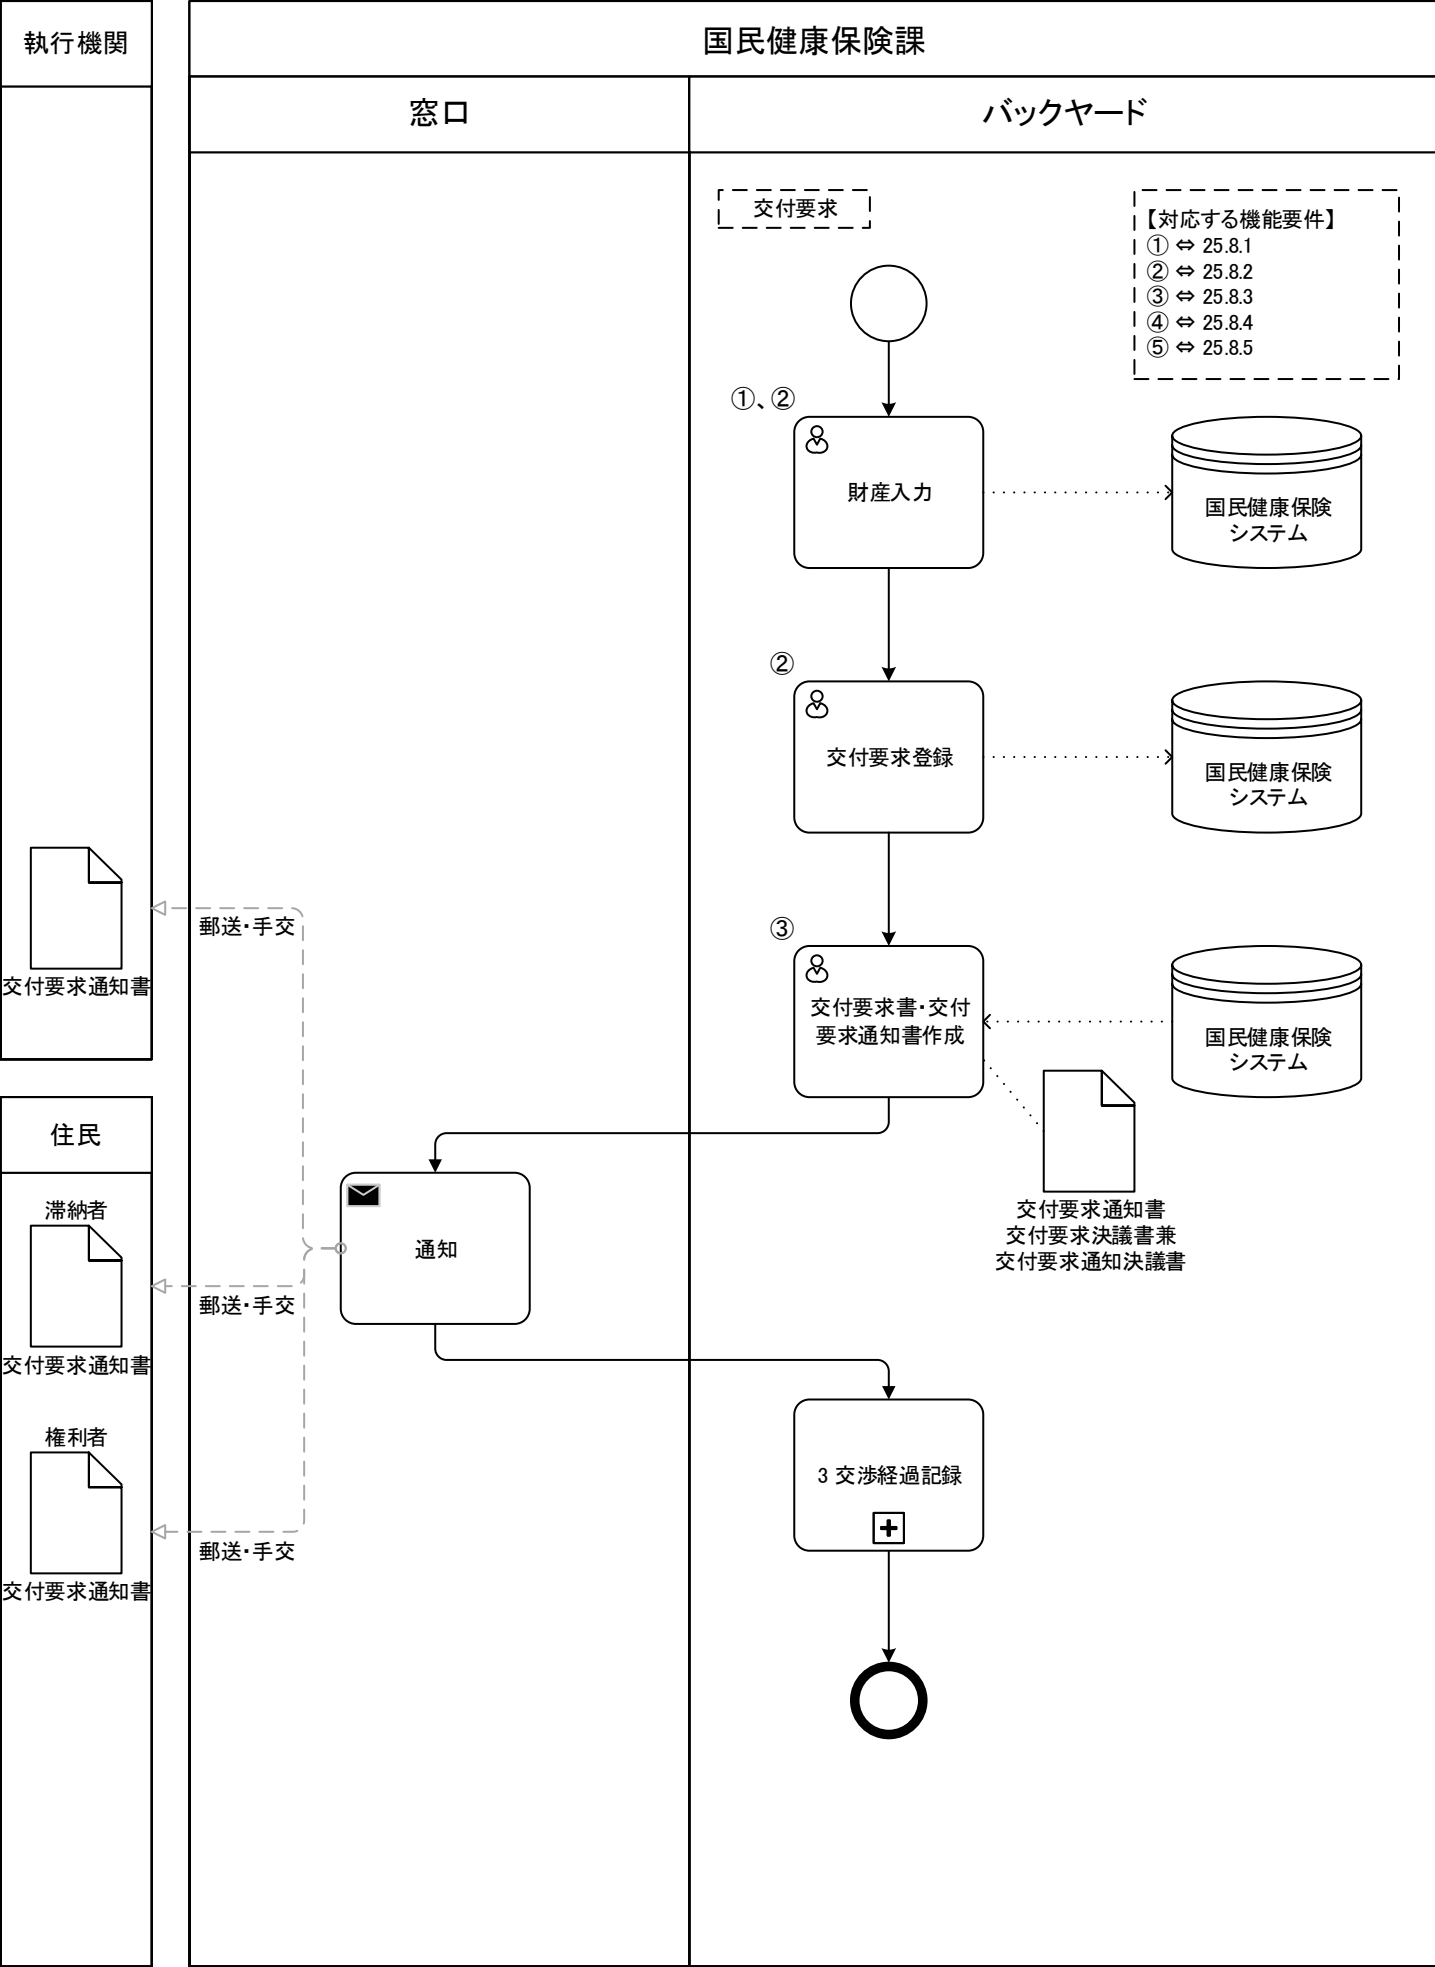 執行機関
国民健康保険課
窓口
バックヤード
交付要求
【対応する機能要件】
① ⇔ 25.8.1
② ⇔ 25.8.2
③ ⇔ 25.8.3
④ ⇔ 25.8.4
⑤ ⇔ 25.8.5
①、②
財産入力
国民健康保険
システム
②
交付要求登録
国民健康保険
システム
郵送・手交
交付要求通知書
③
交付要求書・交付
要求通知書作成
国民健康保険
システム
交付要求通知書
交付要求決議書兼
交付要求通知決議書
住民
滞納者
交付要求通知書
郵送・手交
通知
権利者
交付要求通知書
郵送・手交
3 交渉経過記録